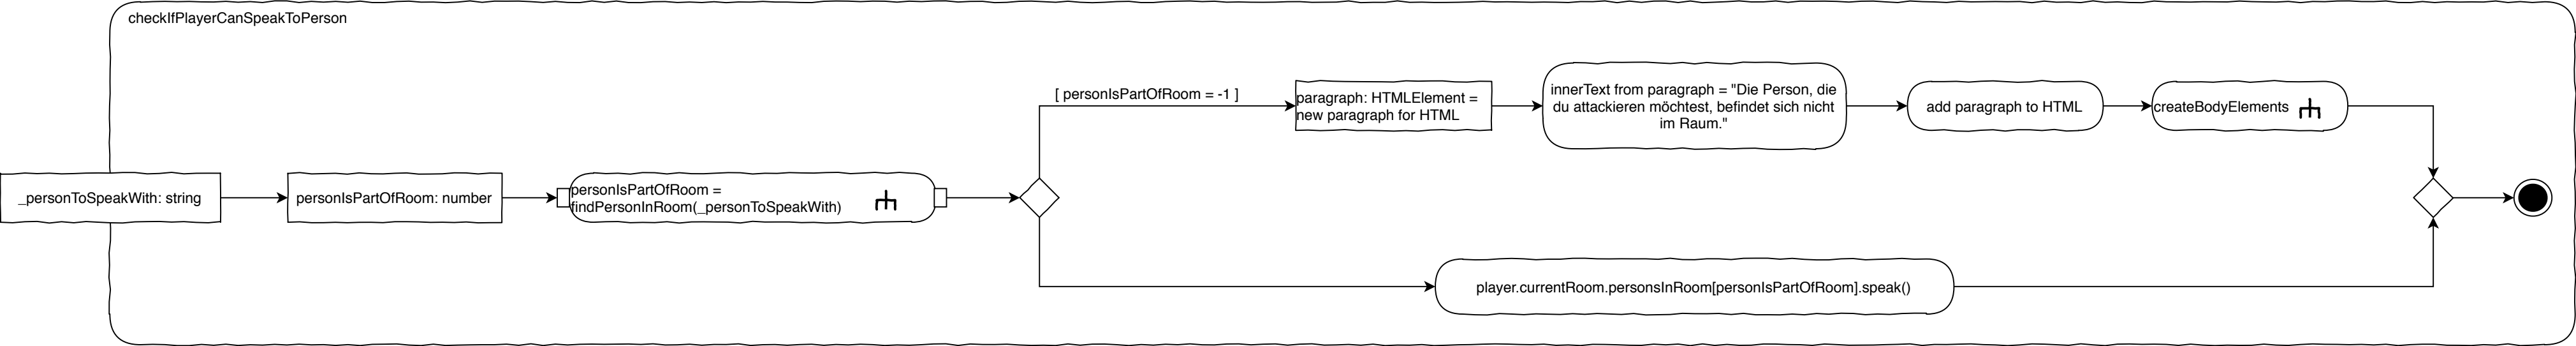 checkIfPlayerCanSpeakToPerson
_personToSpeakWith: string
personIsPartOfRoom: number
personIsPartOfRoom =
findPersonInRoom(_personToSpeakWith)
[ personIsPartOfRoom = -1 ]
paragraph: HTMLElement =
new paragraph for HTML
innerText from paragraph = "Die Person, die
du attackieren möchtest, befindet sich nicht
im Raum."
add paragraph to HTML
createBodyElements
player.currentRoom.personsInRoom[personIsPartOfRoom].speak()